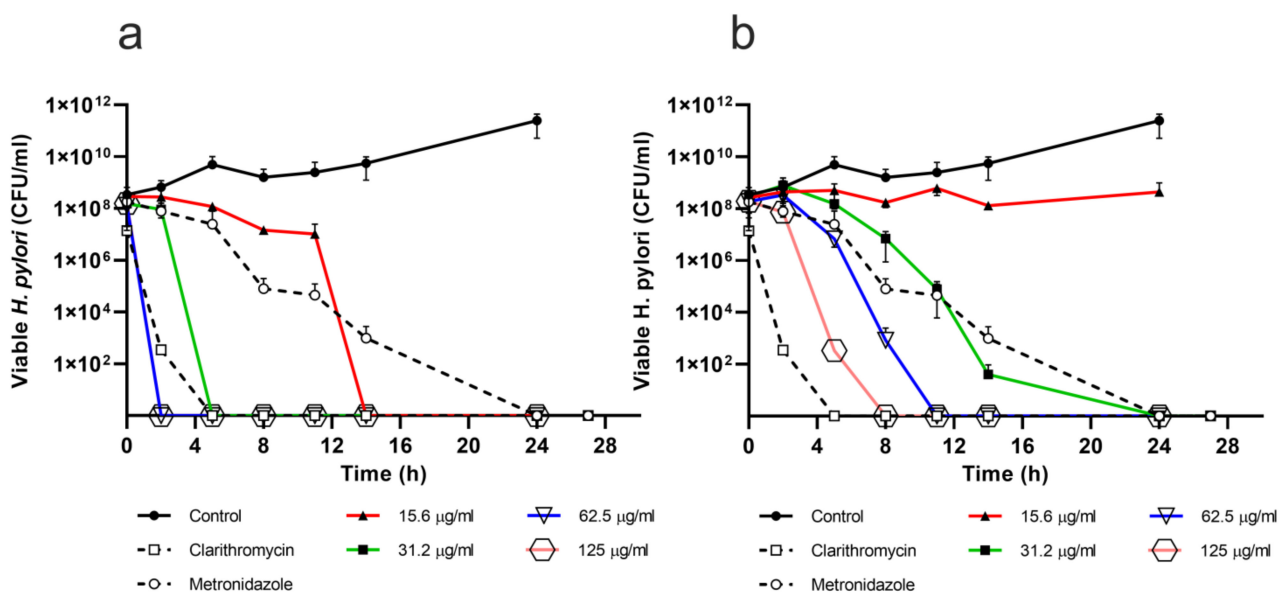 a
b
Viable H. pylori (CFU/ml)
1×10¹²
1×10¹⁰
1×10⁸
1×10⁶
1×10⁴
1×10²
0 4 8 12 16 20 24 28
Time (h)
Control
15.6 µg/ml
62.5 µg/ml
Clarithromycin
31.2 µg/ml
125 µg/ml
Metronidazole
Viable H. pylori (CFU/ml)
1×10¹²
1×10¹⁰
1×10⁸
1×10⁶
1×10⁴
1×10²
0 4 8 12 16 20 24 28
Time (h)
Control
15.6 µg/ml
62.5 µg/ml
Clarithromycin
31.2 µg/ml
125 µg/ml
Metronidazole